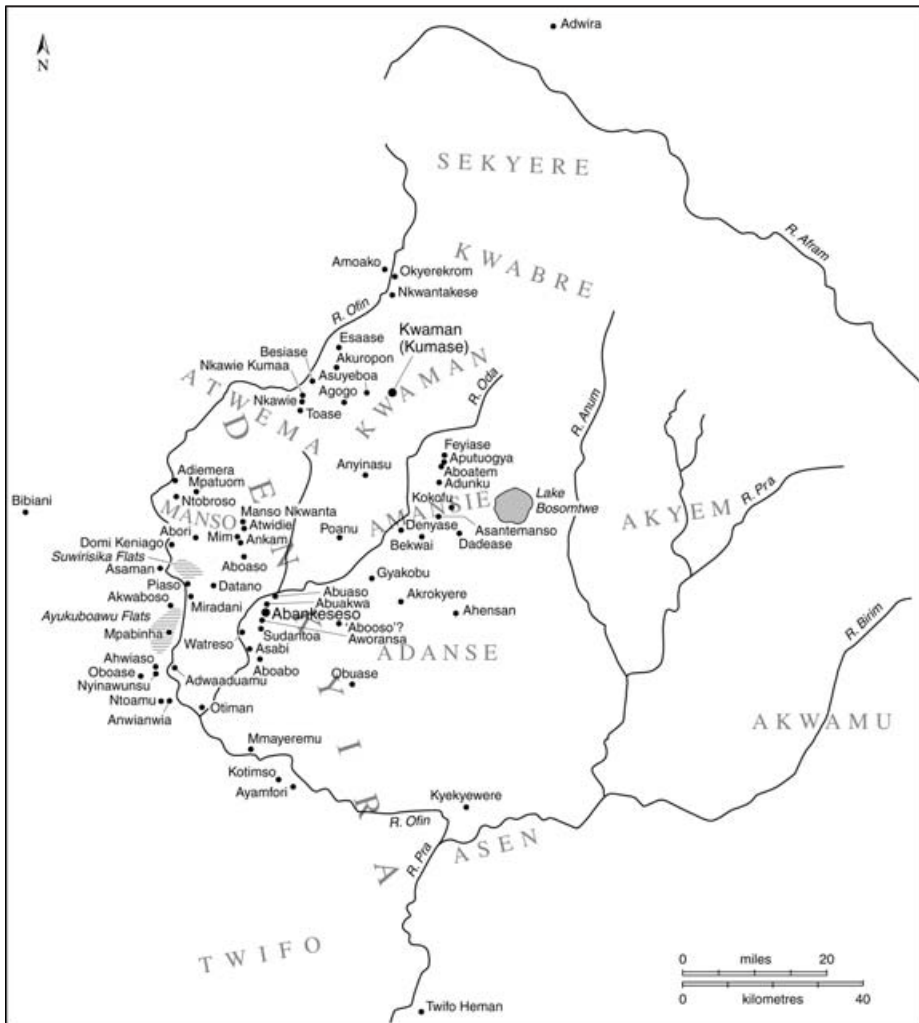 Adwira
N
SEKYERE
R. Afram
KWABRE
Amoako
Okyerekrom
Nkwantakese
R. Ofin
Kwaman
(Kumase)
Esaase
Besiase
Akuropon
Nkawie
Kumaa
Asuyeboa
Agogo
KWAMAN
ATWEMA
R. Oda
R. Anum
Nkawie
Toase
DENKYIRA
Feyiase
Aputuogya
Aboatem
Adunku
Anyinasu
Adiemera
Mpatuom
R. Pra
Bibiani
Ntobroso
Kokofu
Lake
Bosomtwe
MANSO
Manso Nkwanta
AMANSIE
AKYEM
Atwidie
Abori
Mim
Ankam
Poanu
Denyase
Asantemanso
Domi Keniago
Bekwai
Dadease
Suwirisika Flats
Aboaso
Asaman
Gyakobu
Piaso
Datano
Abuaso
Akwaboso
Miradani
Abuakwa
Akrokyere
Ayukuboawu Flats
Abankeseso
Ahensan
R. Birim
Mpabinha
'Abooso'?
Watreso
Sudantoa
Aworansa
Asabi
ADANSE
Ahwiaso
Aboabo
Oboase
Adwaaduamu
Obuase
Nyinawunsu
Ntoamu
Otiman
AKWAMU
Anwianwia
Mmayeremu
Kotimso
Ayamfori
Kyekyewere
R. Ofin
ASEN
R. Pra
TWIFO
0 miles 20
0 kilometres 40
Twifo Heman